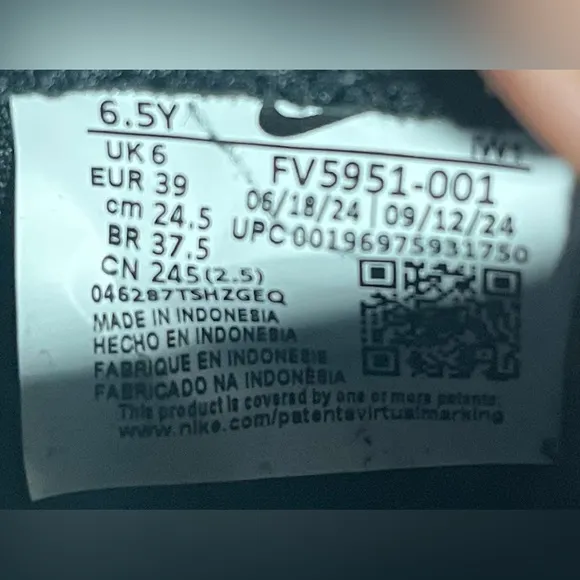 6.5Y
UK 6
EUR 39
cm 24.5
BR 37.5
CN 245(2.5)
FV5951-001
06/18/24 | 09/12/24
UPC00196975931750
046287TSHZGEQ
MADE IN INDONESIA
HECHO EN INDONESIA
FABRIQUE EN INDONESIE
FABRICADO NA INDONÉSIA
This product is covered by one or more patents:
www.nike.com/patentsvirtualmarking